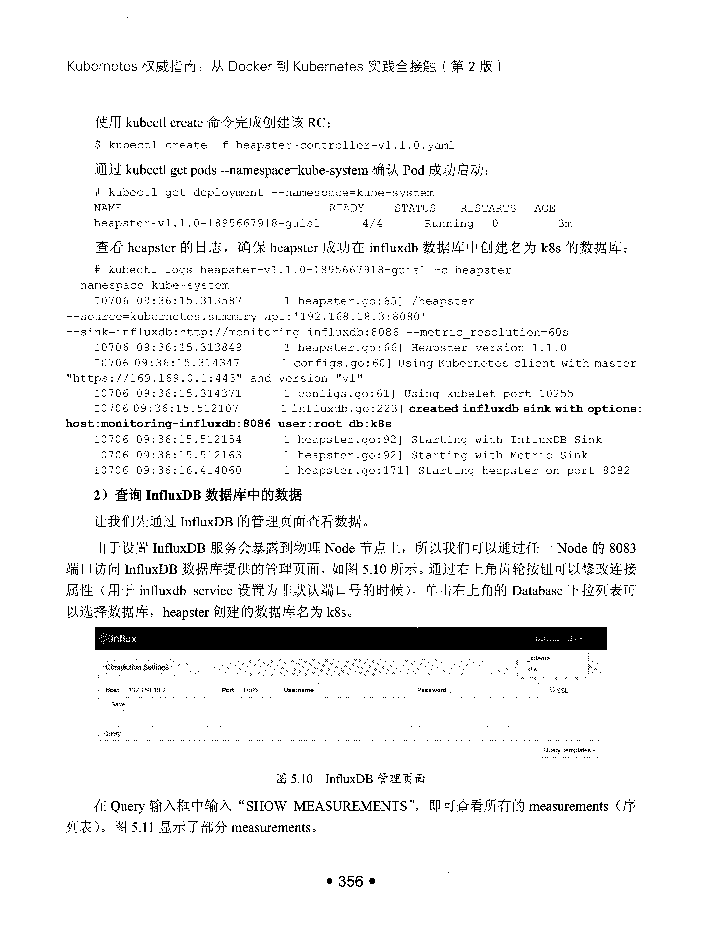 Kubernetes 权威指南：从 Docker 到 Kubernetes 实践全接触（第 2 版）
使用 kubectl create 命令完成创建该 RC：
$ kubectl create -f heapster-controller-v1.1.0.yaml
通过 kubectl get pods --namespace=kube-system 确认 Pod 成功启动：
# kubectl get deployment --namespace=kube-system
NAME READY STATUS RESTARTS AGE
heapster-v1.1.0-1895667918-guis1 4/4 Running 0 3m
查看 heapster 的日志，确保 heapster 成功在 influxdb 数据库中创建名为 k8s 的数据库：
# kubectl logs heapster-v1.1.0-1895667918-guis1 -c heapster
--namespace=kube-system
I0706 09:36:15.313587 1 heapster.go:65] /heapster
--source=kubernetes.summary_api:'192.168.18.3:8080'
--sink=influxdb:http://monitoring-influxdb:8086 --metric_resolution=60s
I0706 09:36:15.313849 1 heapster.go:66] Heapster version 1.1.0
I0706 09:36:15.314347 1 configs.go:60] Using Kubernetes client with master
"https://169.169.0.1:443" and version "v1"
I0706 09:36:15.314371 1 configs.go:61] Using kubelet port 10255
I0706 09:36:15.512107 1 influxdb.go:223] created influxdb sink with options:
host:monitoring-influxdb:8086 user:root db:k8s
I0706 09:36:15.512154 1 heapster.go:92] Starting with InfluxDB Sink
I0706 09:36:15.512163 1 heapster.go:92] Starting with Metric Sink
I0706 09:36:16.414060 1 heapster.go:171] Starting heapster on port 8082
2）查询 InfluxDB 数据库中的数据
让我们先通过 InfluxDB 的管理页面查看数据。
由于设置 InfluxDB 服务会暴露到物理 Node 节点上，所以我们可以通过任一 Node 的 8083
端口访问 InfluxDB 数据库提供的管理页面，如图 5.10 所示。通过右上角齿轮按钮可以修改连接
属性（用于 influxdb service 设置为非默认端口号的时候）。单击右上角的 Database 下拉列表可
以选择数据库，heapster 创建的数据库名为 k8s。
influx
Connection Settings
Host Port Username Password SSL
Save
Query
Query Templates
图 5.10 InfluxDB 管理页面
在 Query 输入框中输入“SHOW MEASUREMENTS”，即可查看所有的 measurements（序
列表）。图 5.11 显示了部分 measurements。
• 356 •